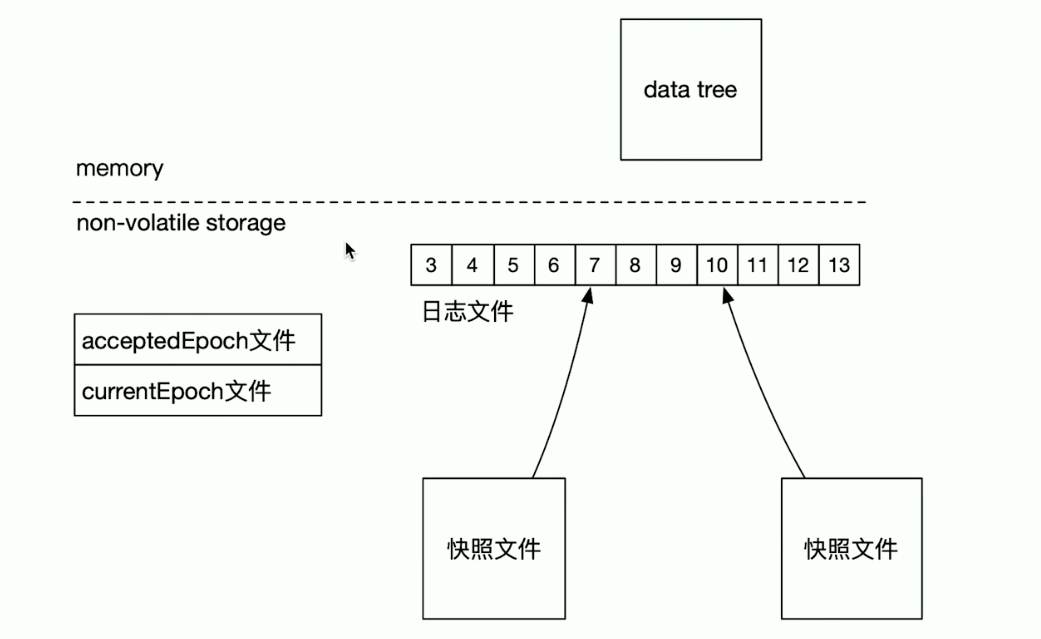 data tree
memory
non-volatile storage
3 4 5 6 7 8 9 10 11 12 13
日志文件
acceptedEpoch文件
currentEpoch文件
快照文件
快照文件